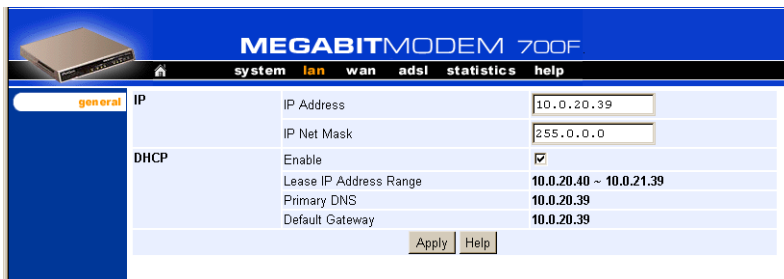 MEGABITMODEM 700F
system lan wan adsl statistics help
general
IP
IP Address 10.0.20.39
IP Net Mask 255.0.0.0
DHCP
Enable
Lease IP Address Range 10.0.20.40 ~ 10.0.21.39
Primary DNS 10.0.20.39
Default Gateway 10.0.20.39
Apply Help